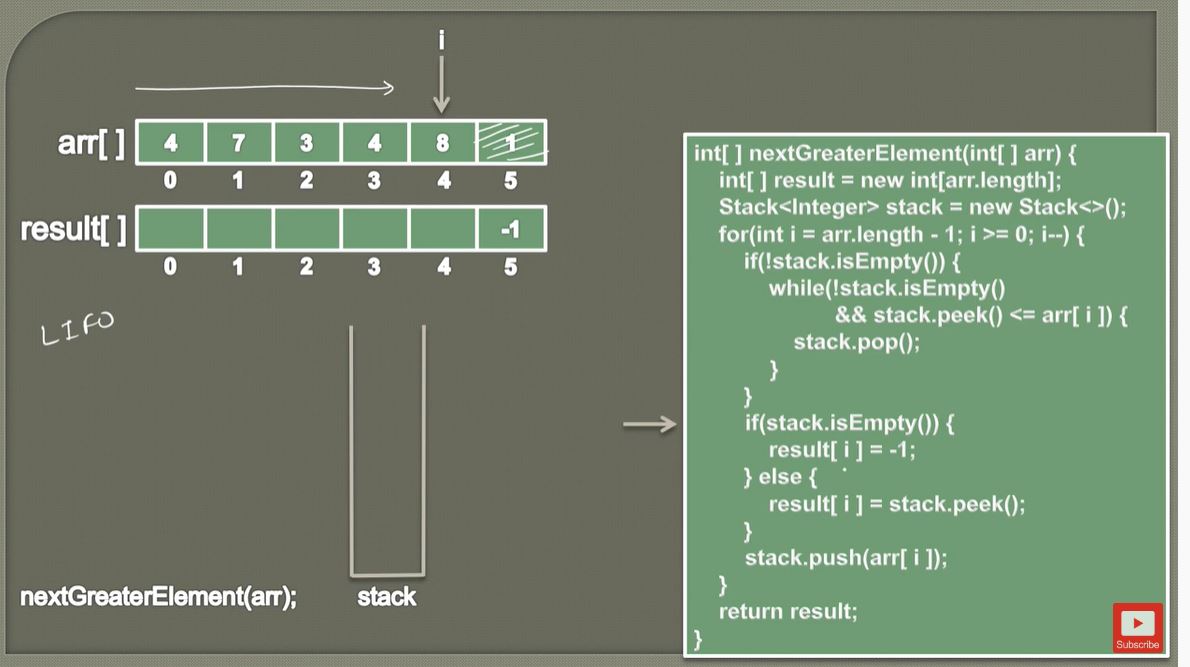 i
arr[ ] 4 7 3 4 8 1
0 1 2 3 4 5
result[ ] -1
0 1 2 3 4 5
LIFO
nextGreaterElement(arr);
stack
int[ ] nextGreaterElement(int[ ] arr) {
int[ ] result = new int[arr.length];
Stack<Integer> stack = new Stack<>();
for(int i = arr.length - 1; i >= 0; i--) {
if(!stack.isEmpty()) {
while(!stack.isEmpty()
&& stack.peek() <= arr[ i ]) {
stack.pop();
}
}
if(stack.isEmpty()) {
result[ i ] = -1;
} else {
result[ i ] = stack.peek();
}
stack.push(arr[ i ]);
}
return result;
}
Subscribe